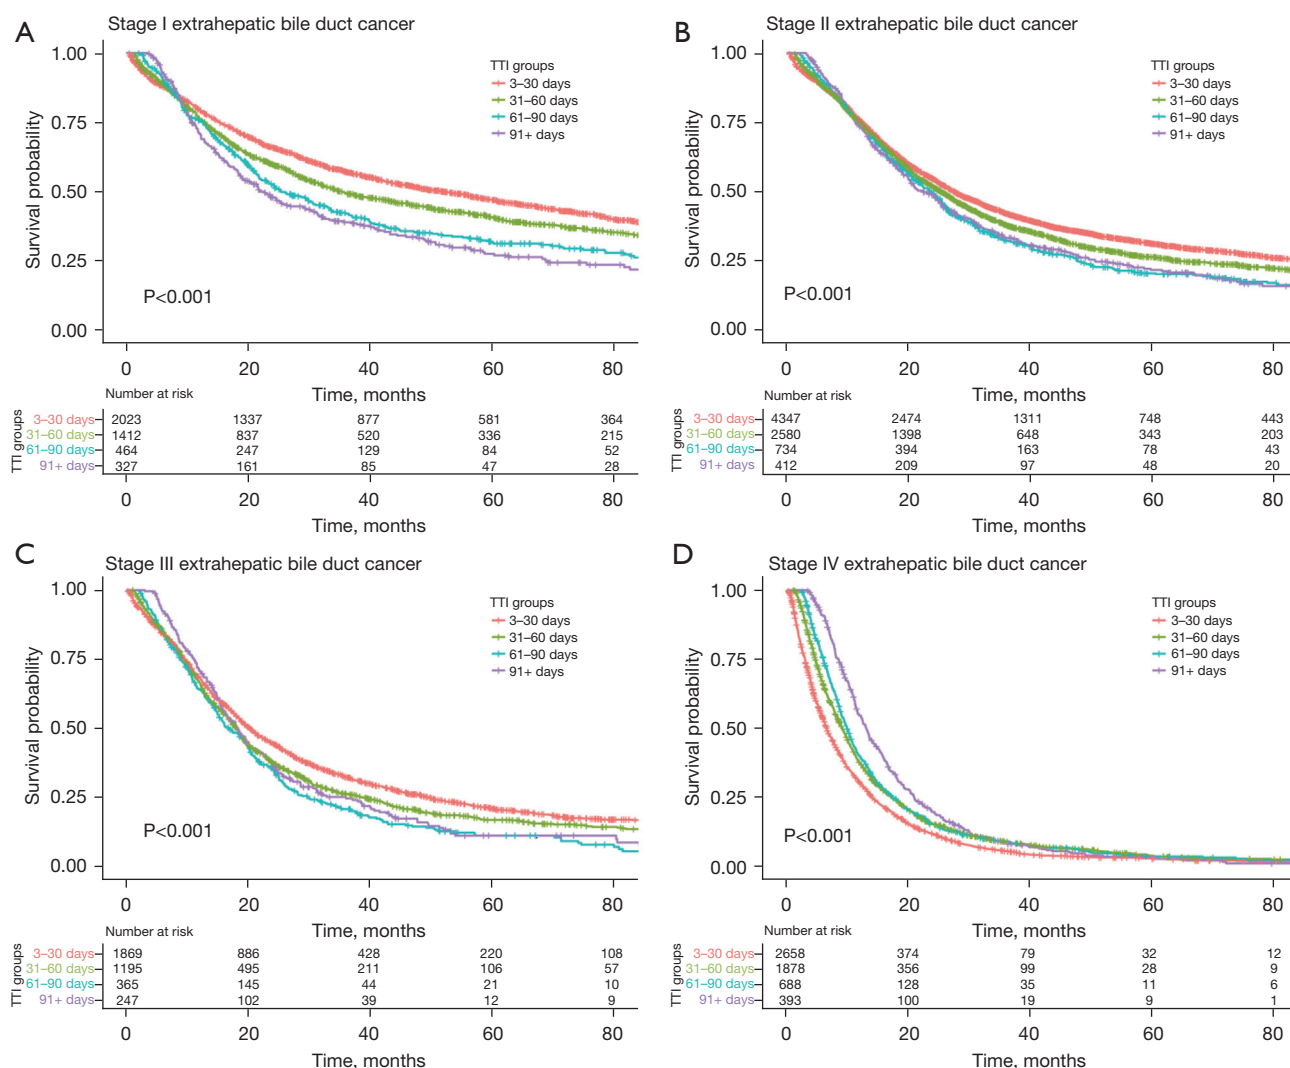 A
Stage I extrahepatic bile duct cancer
1.00
0.75
0.50
0.25
0.00
Survival probability
TTI groups
3–30 days
31–60 days
61–90 days
91+ days
P<0.001
0 20 40 60 80
Time, months
Number at risk
TTI groups
3–30 days 2023 1337 877 581 364
31–60 days 1412 837 520 336 215
61–90 days 464 247 129 84 52
91+ days 327 161 85 47 28
0 20 40 60 80
Time, months
B
Stage II extrahepatic bile duct cancer
1.00
0.75
0.50
0.25
0.00
Survival probability
TTI groups
3–30 days
31–60 days
61–90 days
91+ days
P<0.001
0 20 40 60 80
Time, months
Number at risk
TTI groups
3–30 days 4347 2474 1311 748 443
31–60 days 2580 1398 648 343 203
61–90 days 734 394 163 78 43
91+ days 412 209 97 48 20
0 20 40 60 80
Time, months
C
Stage III extrahepatic bile duct cancer
1.00
0.75
0.50
0.25
0.00
Survival probability
TTI groups
3–30 days
31–60 days
61–90 days
91+ days
P<0.001
0 20 40 60 80
Time, months
Number at risk
TTI groups
3–30 days 1869 886 428 220 108
31–60 days 1195 495 211 106 57
61–90 days 365 145 44 21 10
91+ days 247 102 39 12 9
0 20 40 60 80
Time, months
D
Stage IV extrahepatic bile duct cancer
1.00
0.75
0.50
0.25
0.00
Survival probability
TTI groups
3–30 days
31–60 days
61–90 days
91+ days
P<0.001
0 20 40 60 80
Time, months
Number at risk
TTI groups
3–30 days 2658 374 79 32 12
31–60 days 1878 356 99 28 9
61–90 days 688 128 35 11 6
91+ days 393 100 19 9 1
0 20 40 60 80
Time, months